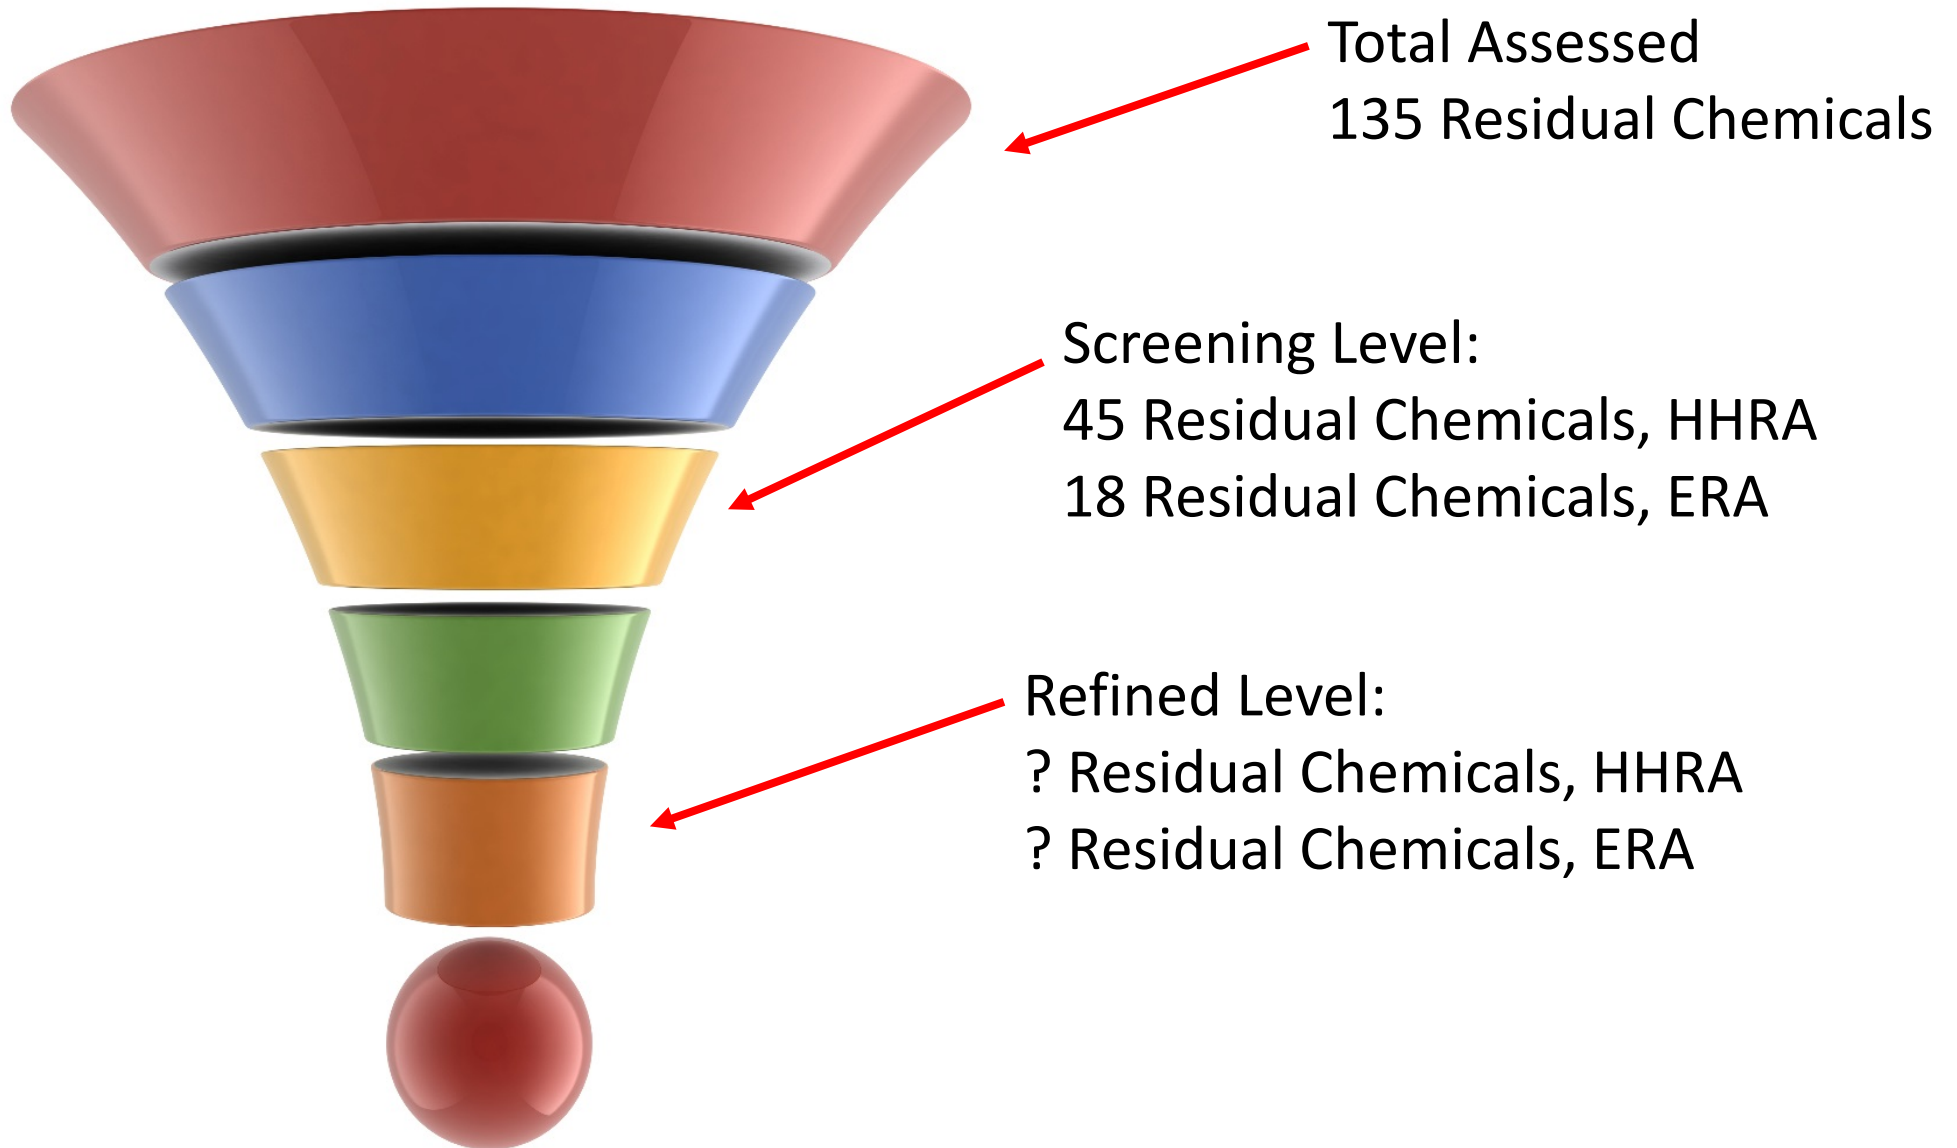 Total Assessed
135 Residual Chemicals
Screening Level:
45 Residual Chemicals, HHRA
18 Residual Chemicals, ERA
Refined Level:
? Residual Chemicals, HHRA
? Residual Chemicals, ERA